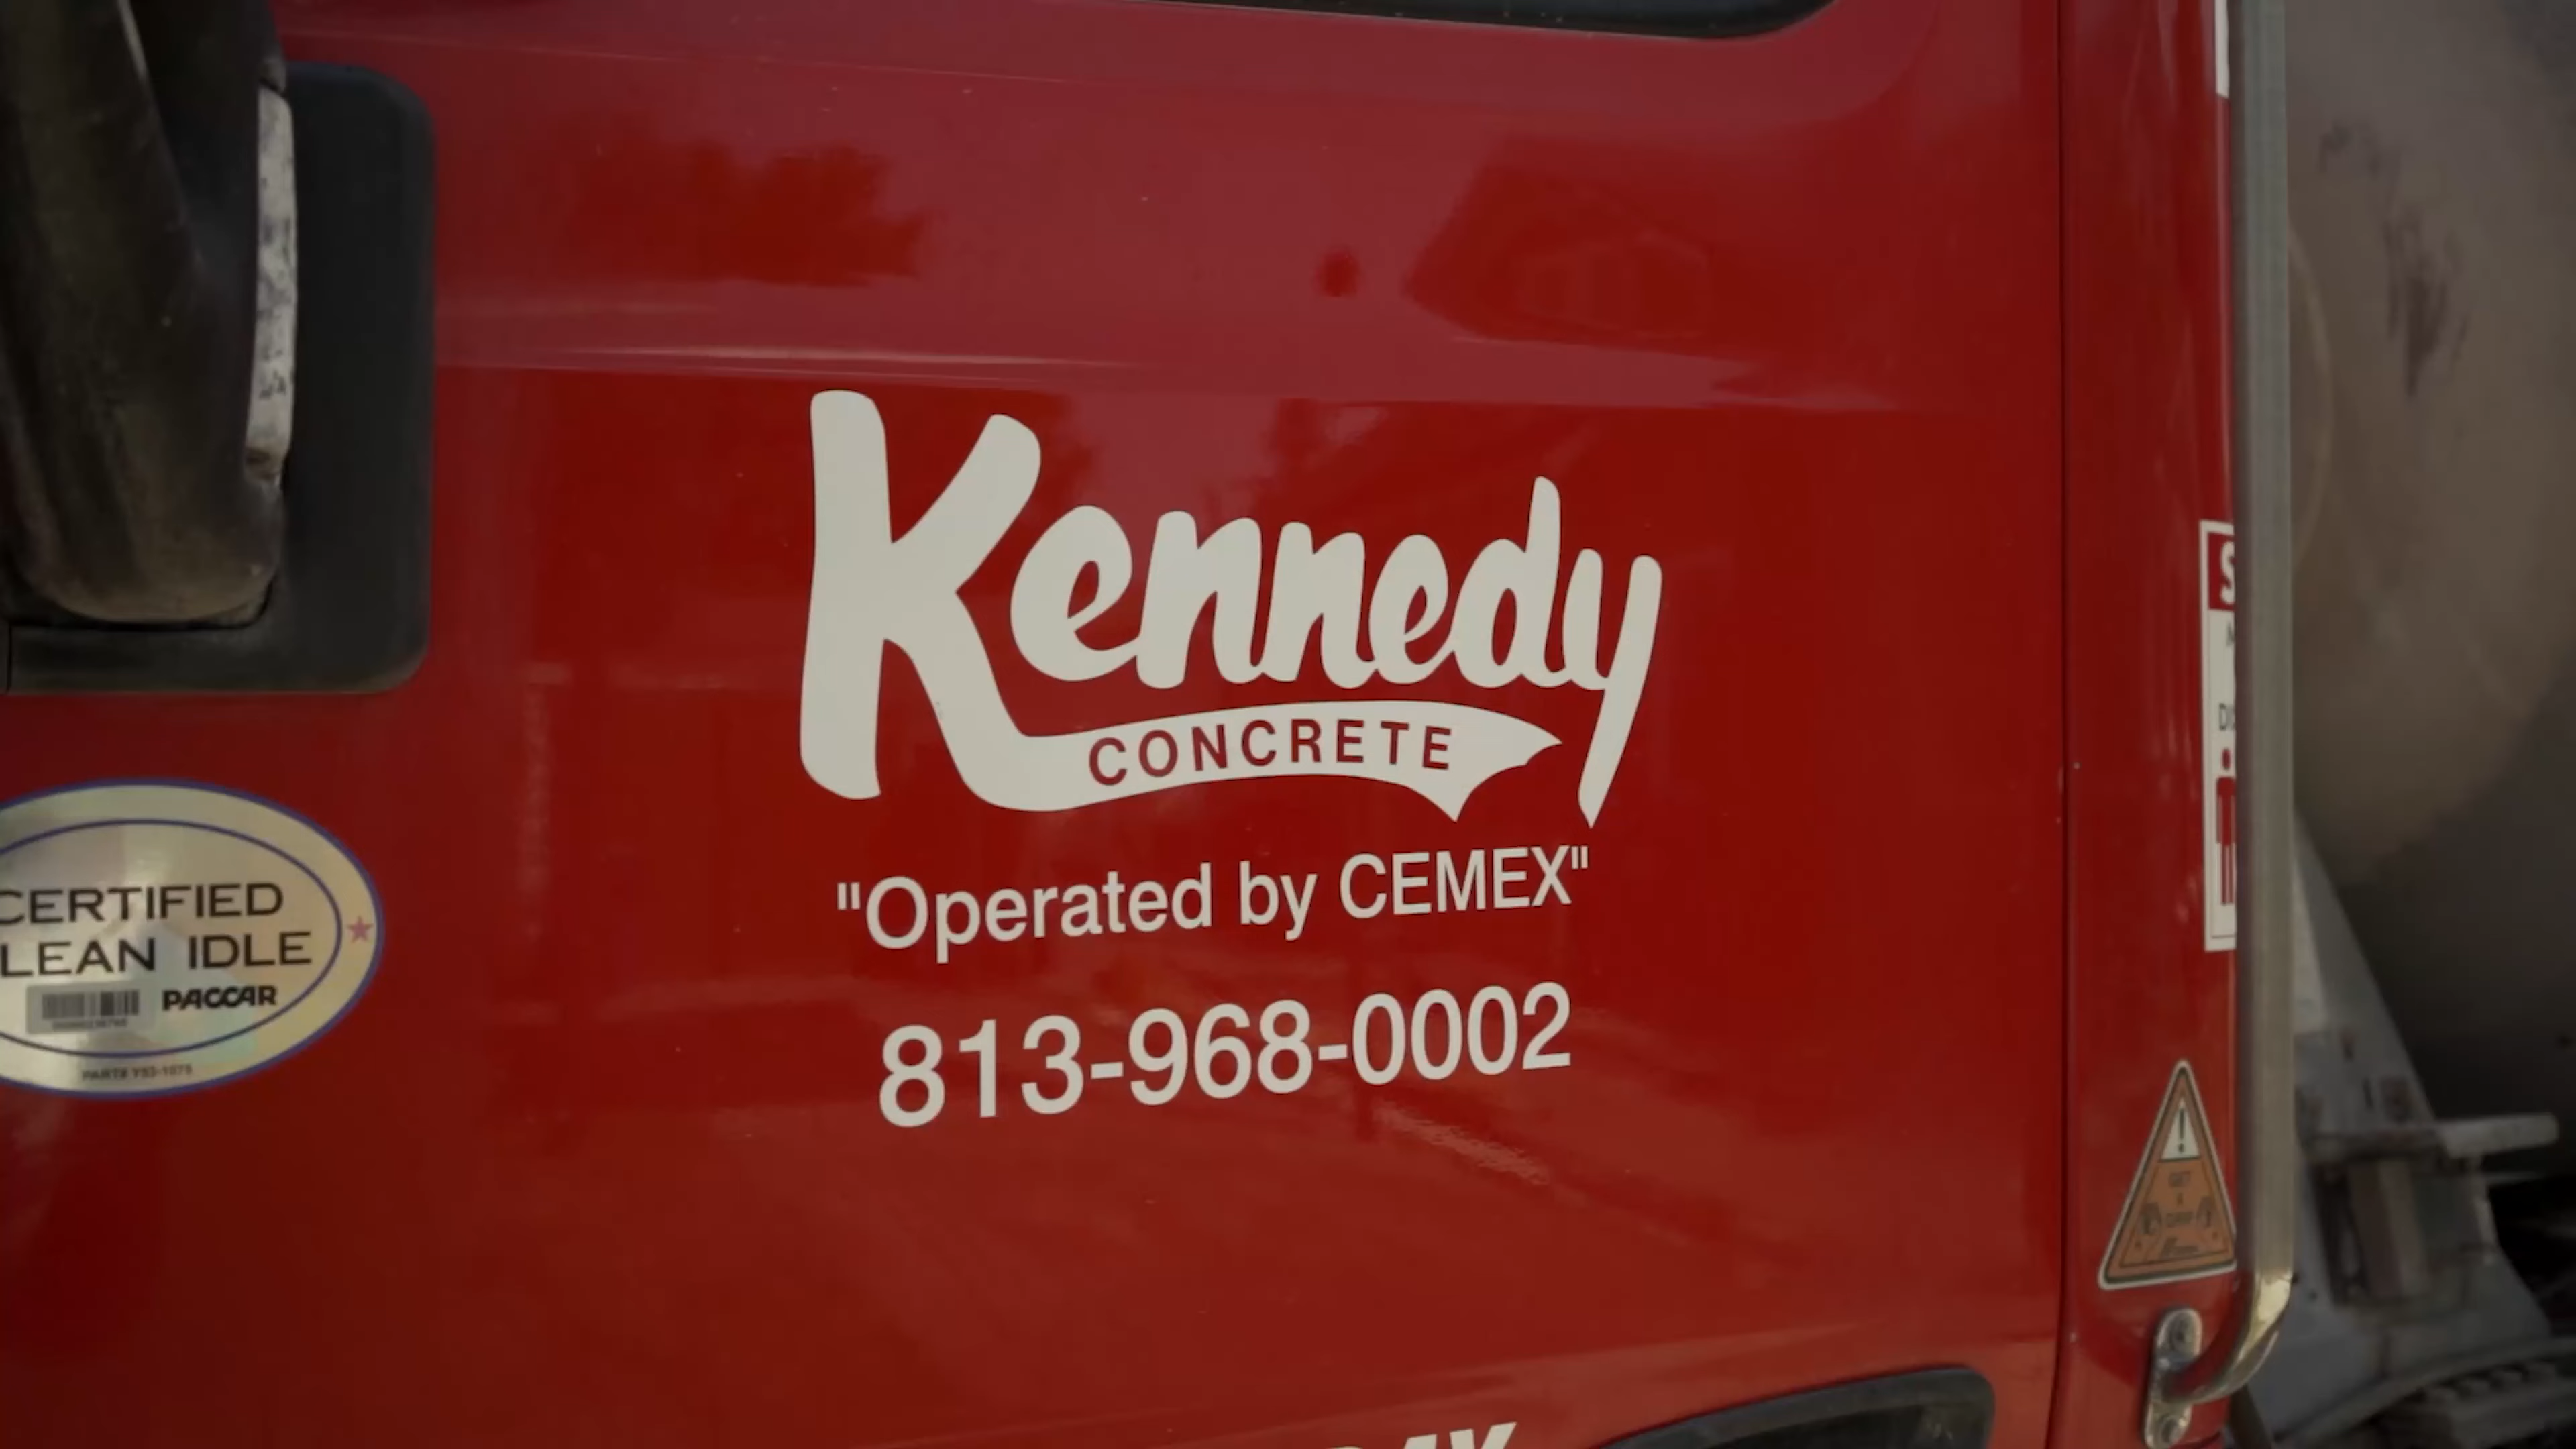 Kennedy
CONCRETE
"Operated by CEMEX"
813-968-0002
CERTIFIED
LEAN IDLE
PACCAR